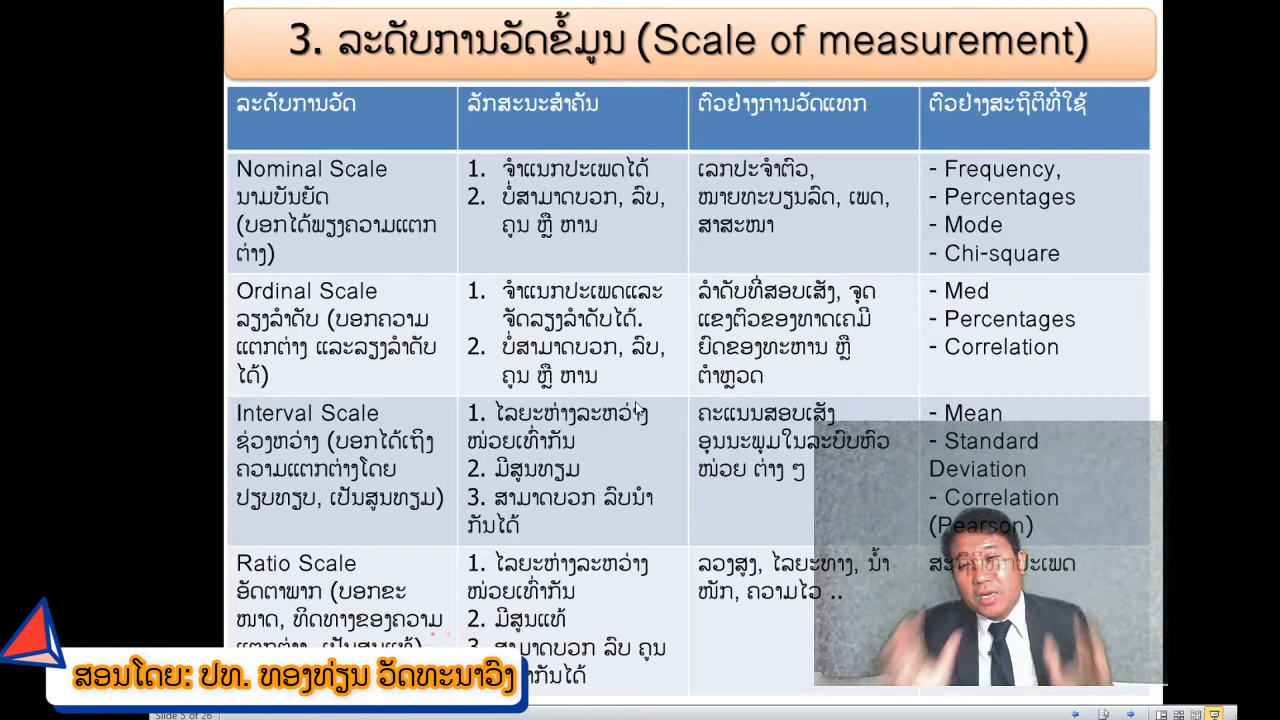 3. ລະດັບການວັດຂໍ້ມູນ (Scale of measurement)
ລະດັບການວັດ
ລັກສະນະສຳຄັນ
ຕົວຢ່າງການວັດແທກ
ຕົວຢ່າງສະຖິຕິທີ່ໃຊ້
Nominal Scale
ນາມບັນຍັດ
(ບອກໄດ້ພຽງຄວາມແຕກ
ຕ່າງ)
1. ຈຳແນກປະເພດໄດ້
2. ບໍ່ສາມາດບວກ, ລົບ,
ຄູນ ຫຼື ຫານ
ເລກປະຈຳຕົວ,
ໝາຍທະບຽນລົດ, ເພດ,
ສາສະໜາ
- Frequency,
- Percentages
- Mode
- Chi-square
Ordinal Scale
ລຽງລຳດັບ (ບອກຄວາມ
ແຕກຕ່າງ ແລະລຽງລຳດັບ
ໄດ້)
1. ຈຳແນກປະເພດແລະ
ຈັດລຽງລຳດັບໄດ້.
2. ບໍ່ສາມາດບວກ, ລົບ,
ຄູນ ຫຼື ຫານ
ລຳດັບທີ່ສອບເສັງ, ຈຸດ
ແຂງຕົວຂອງທາດເຄມີ
ຍົດຂອງທະຫານ ຫຼື
ຕຳຫຼວດ
- Med
- Percentages
- Correlation
Interval Scale
ຊ່ວງຫວ່າງ (ບອກໄດ້ເຖິງ
ຄວາມແຕກຕ່າງໂດຍ
ປຽບທຽບ, ເປັນສູນທຽມ)
1. ໄລຍະຫ່າງລະຫວ່າງ
ໜ່ວຍເທົ່າກັນ
2. ມີສູນທຽມ
3. ສາມາດບວກ ລົບນຳ
ກັນໄດ້
ຄະແນນສອບເສັງ
ອຸນນະພຸມໃນລະບົບຫົວ
ໜ່ວຍ ຕ່າງ ໆ
- Mean
- Standard
Deviation
- Correlation
(Pearson)
Ratio Scale
ອັດຕາພາກ (ບອກຂະ
ໜາດ, ທິດທາງຂອງຄວາມ
1. ໄລຍະຫ່າງລະຫວ່າງ
ໜ່ວຍເທົ່າກັນ
2. ມີສູນແທ້
ສາມາດບວກ ລົບ ຄູນ
ກັນໄດ້
ລວງສູງ, ໄລຍະທາງ, ນ້ຳ
ໜັກ, ຄວາມໄວ ..
ສອນໂດຍ: ປທ. ທອງທ່ຽນ ວັດທະນາວົງ
Slide 5 of 26